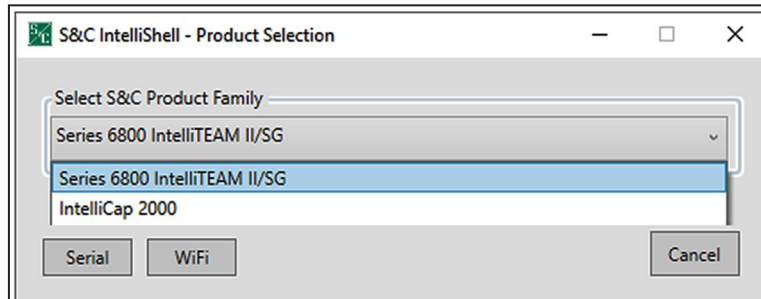 S&C IntelliShell - Product Selection
Select S&C Product Family
Series 6800 IntelliTEAM II/SG
Series 6800 IntelliTEAM II/SG
IntelliCap 2000
Serial WiFi Cancel